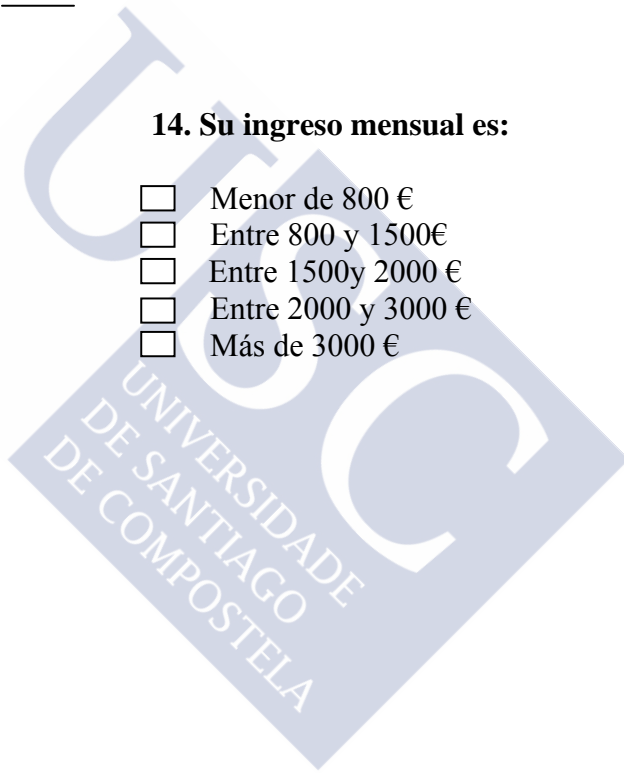 14. Su ingreso mensual es:
Menor de 800 €
Entre 800 y 1500€
Entre 1500y 2000 €
Entre 2000 y 3000 €
Más de 3000 €
USC
UNIVERSIDADE
DE SANTIAGO
DE COMPOSTELA